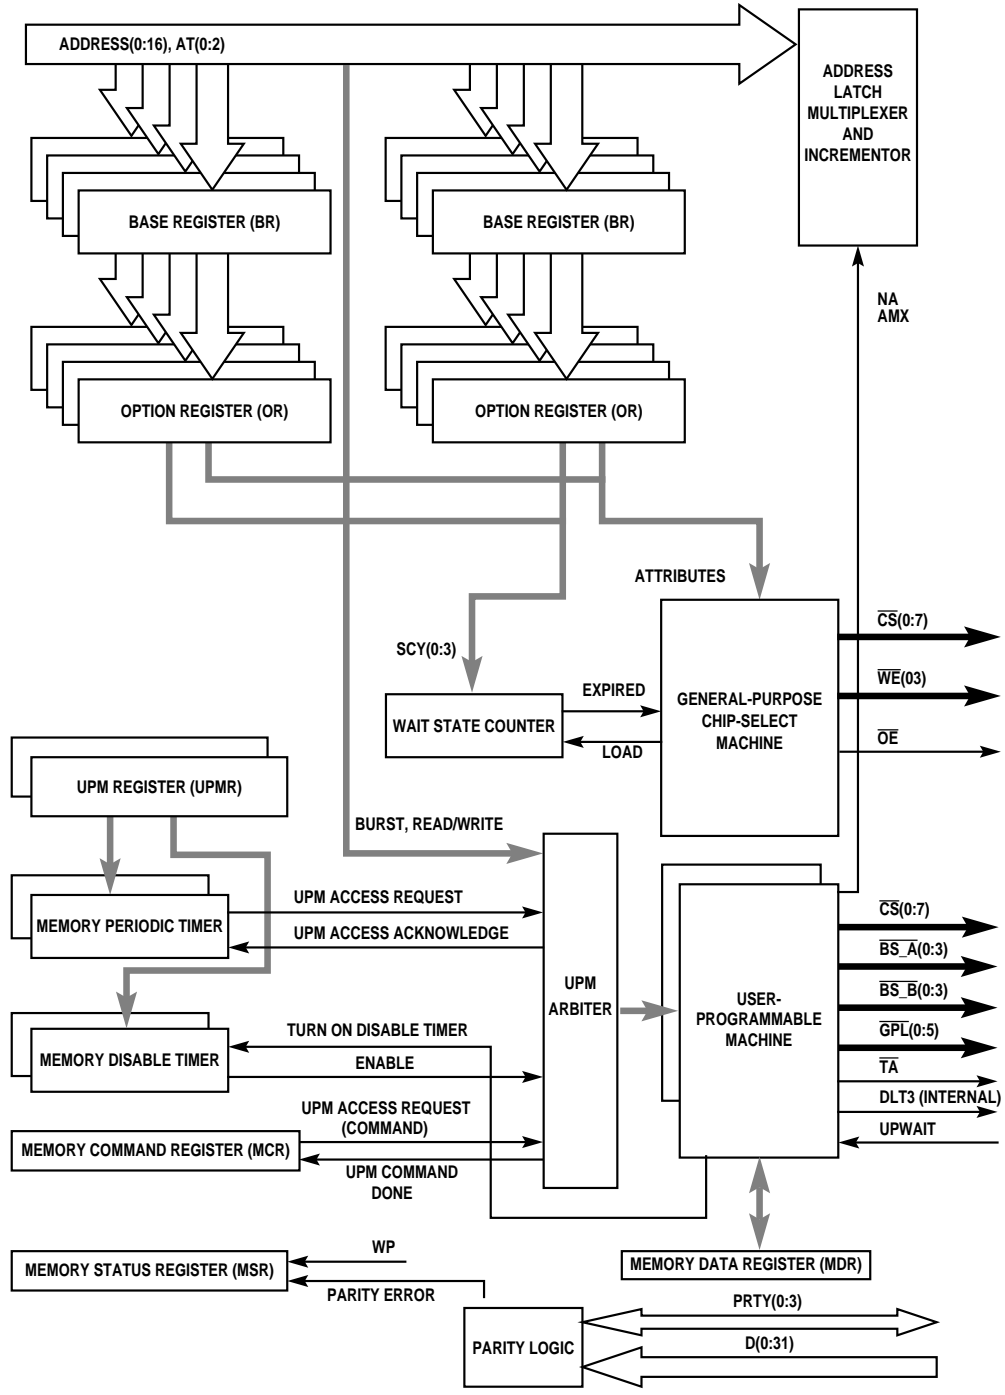 ADDRESS(0:16), AT(0:2)
ADDRESS
LATCH
MULTIPLEXER
AND
INCREMENTOR
BASE REGISTER (BR)
BASE REGISTER (BR)
NA
AMX
OPTION REGISTER (OR)
OPTION REGISTER (OR)
ATTRIBUTES
SCY(0:3)
CS(0:7)
EXPIRED
WE(03)
WAIT STATE COUNTER
GENERAL-PURPOSE
CHIP-SELECT
MACHINE
LOAD
OE
UPM REGISTER (UPMR)
BURST, READ/WRITE
UPM ACCESS REQUEST
MEMORY PERIODIC TIMER
UPM ACCESS ACKNOWLEDGE
CS(0:7)
BS_A(0:3)
UPM
ARBITER
USER-
PROGRAMMABLE
MACHINE
BS_B(0:3)
GPL(0:5)
TURN ON DISABLE TIMER
MEMORY DISABLE TIMER
ENABLE
TA
DLT3 (INTERNAL)
UPM ACCESS REQUEST
(COMMAND)
UPWAIT
MEMORY COMMAND REGISTER (MCR)
UPM COMMAND
DONE
WP
MEMORY STATUS REGISTER (MSR)
MEMORY DATA REGISTER (MDR)
PARITY ERROR
PRTY(0:3)
PARITY LOGIC
D(0:31)